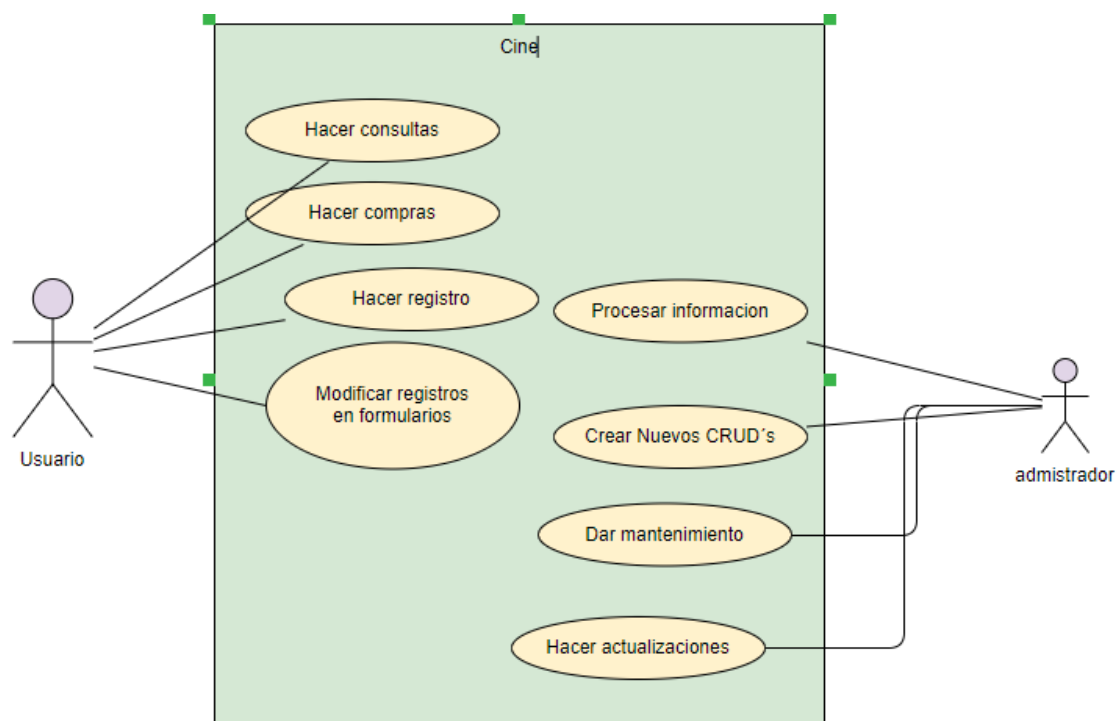 Cine
Hacer consultas
Hacer compras
Hacer registro
Procesar informacion
Modificar registros
en formularios
Crear Nuevos CRUD´s
Usuario
admistrador
Dar mantenimiento
Hacer actualizaciones